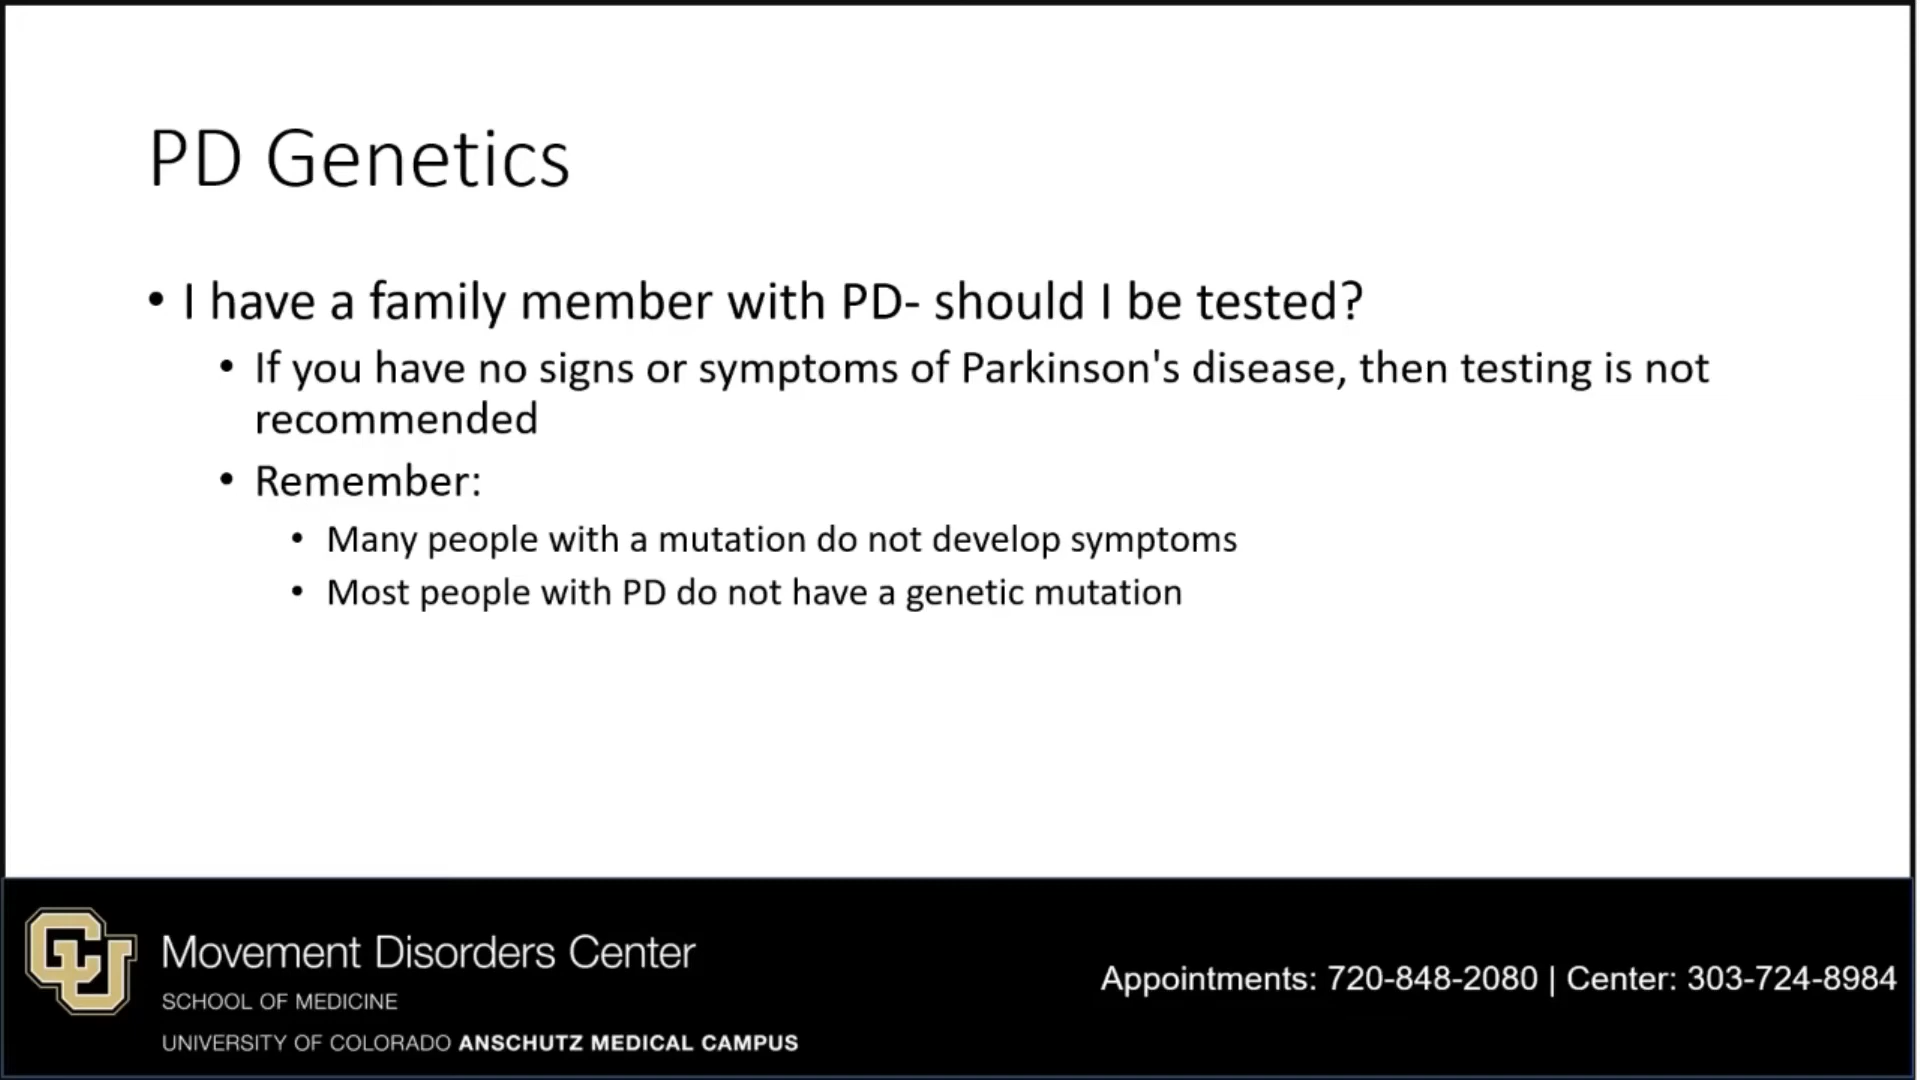 PD Genetics
• I have a family member with PD- should I be tested?
• If you have no signs or symptoms of Parkinson's disease, then testing is not
recommended
• Remember:
• Many people with a mutation do not develop symptoms
• Most people with PD do not have a genetic mutation
CU
Movement Disorders Center
SCHOOL OF MEDICINE
UNIVERSITY OF COLORADO ANSCHUTZ MEDICAL CAMPUS
Appointments: 720-848-2080 | Center: 303-724-8984